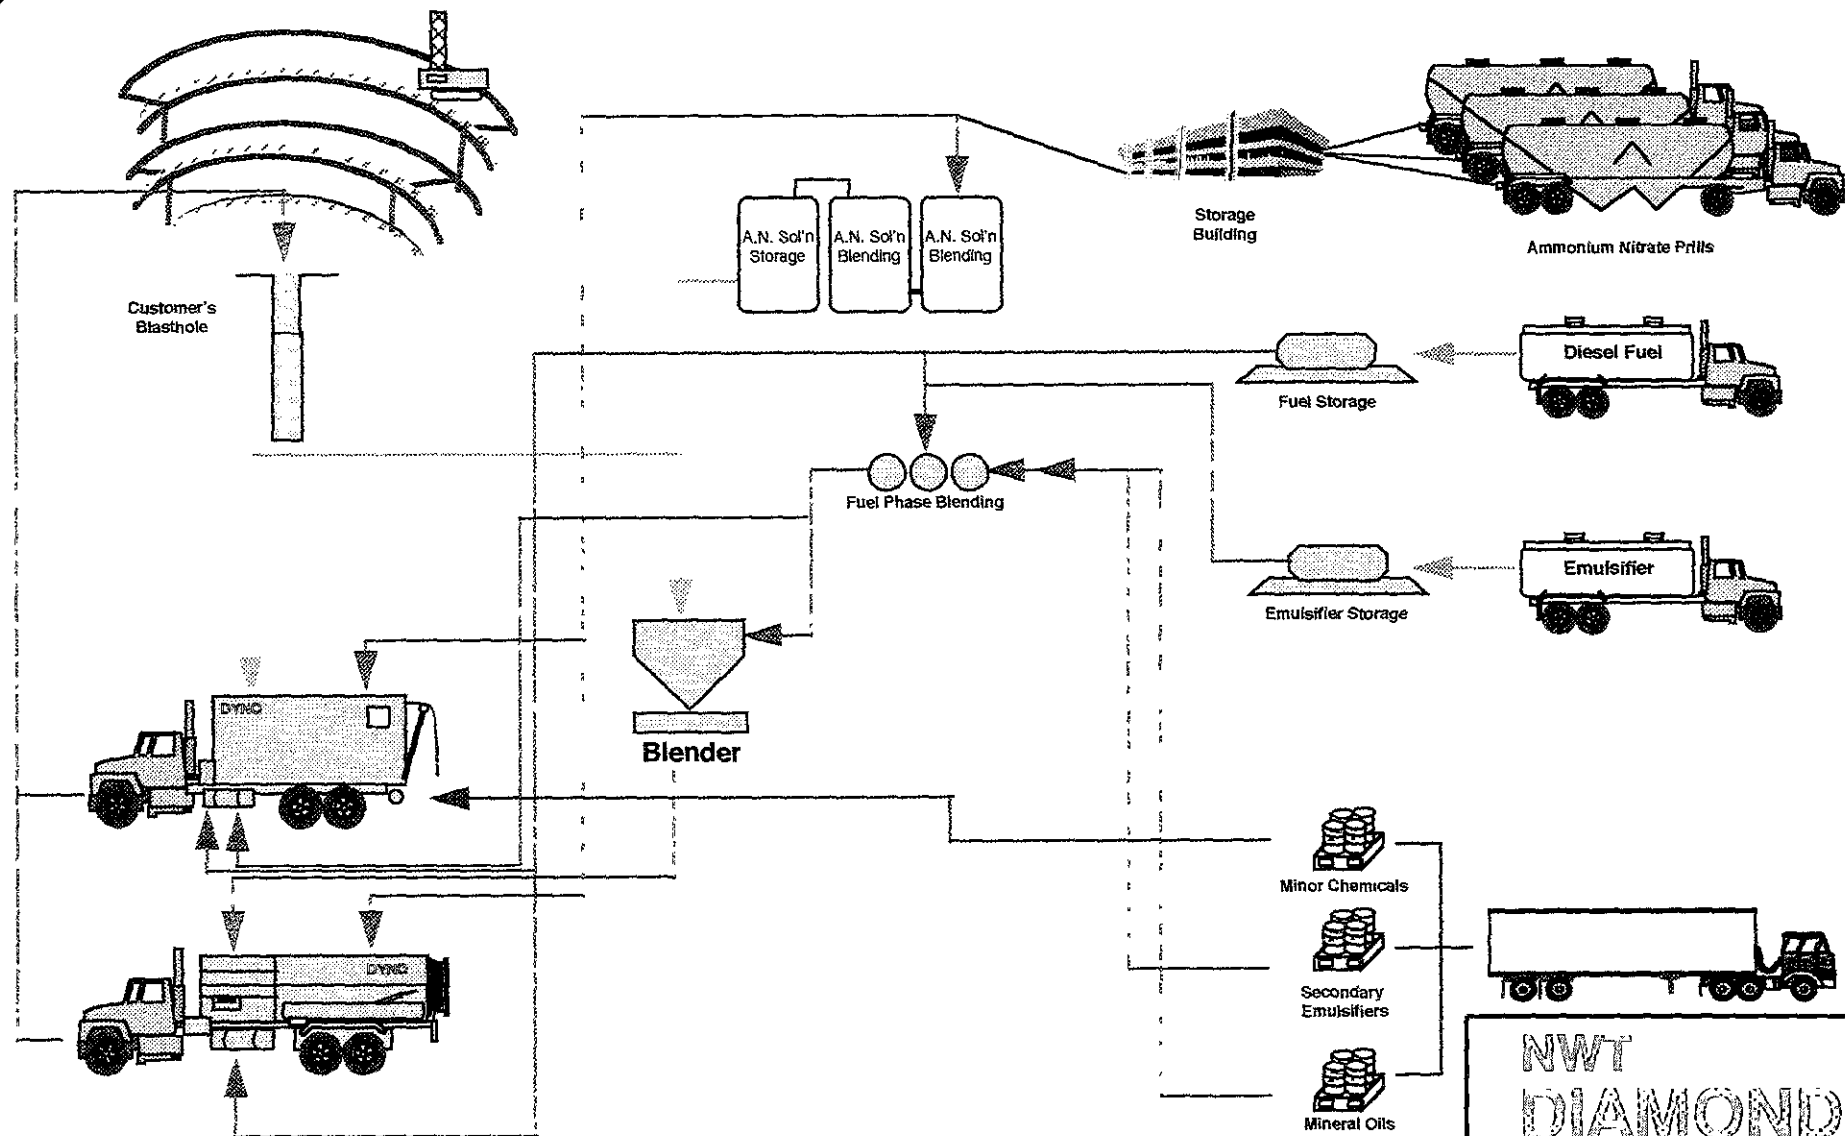 A.N. Sol'n
Storage
A.N. Sol'n
Blending
A.N. Sol'n
Blending
Storage
Building
Ammonium Nitrate Prills
Customer's
Blasthole
Diesel Fuel
Fuel Storage
Fuel Phase Blending
Emulsifier
Emulsifier Storage
DYNO
Blender
Minor Chemicals
DYNO
Secondary
Emulsifiers
Mineral Oils
NWT
DIAMOND